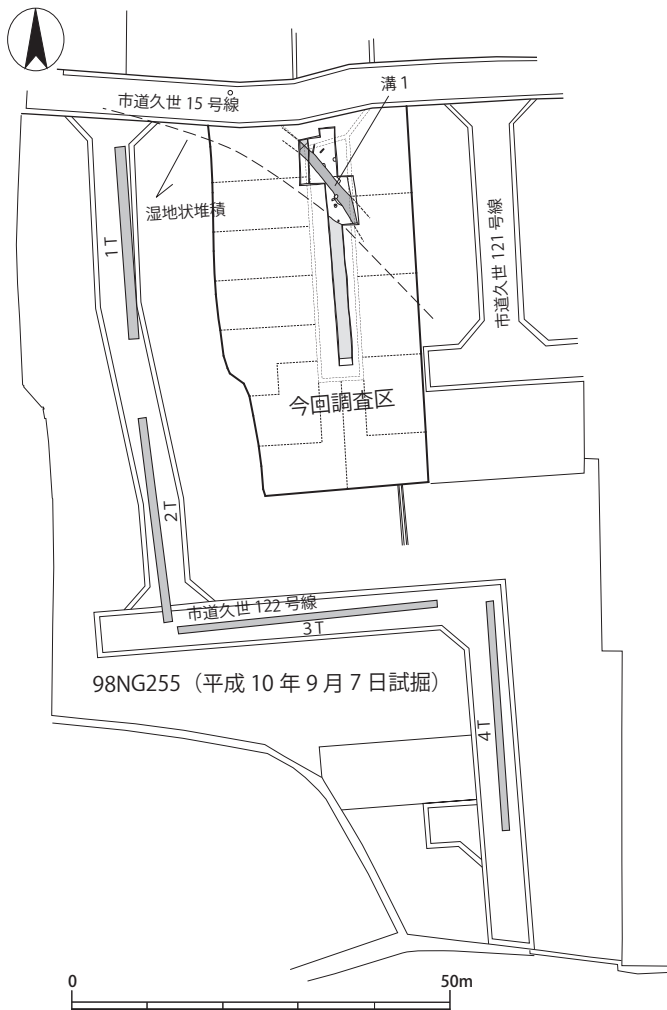 溝 1
市道久世 15 号線
湿地状堆積
1T
市道久世 121 号線
今回調査区
2T
市道久世 122 号線
3T
98NG255（平成 10 年 9 月 7 日試掘）
4T
0 50m